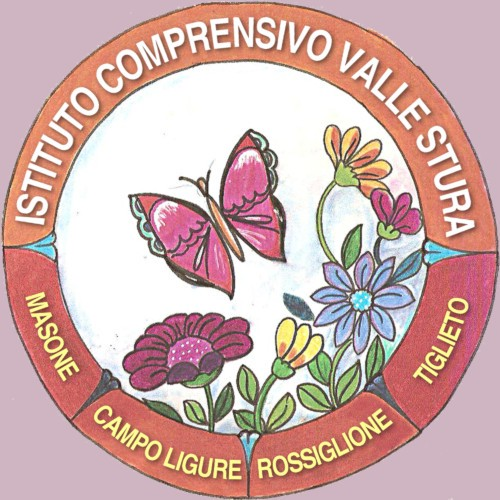 ISTITUTO COMPRENSIVO VALLE STURA
MASONE
CAMPO LIGURE
ROSSIGLIONE
TIGLIETO